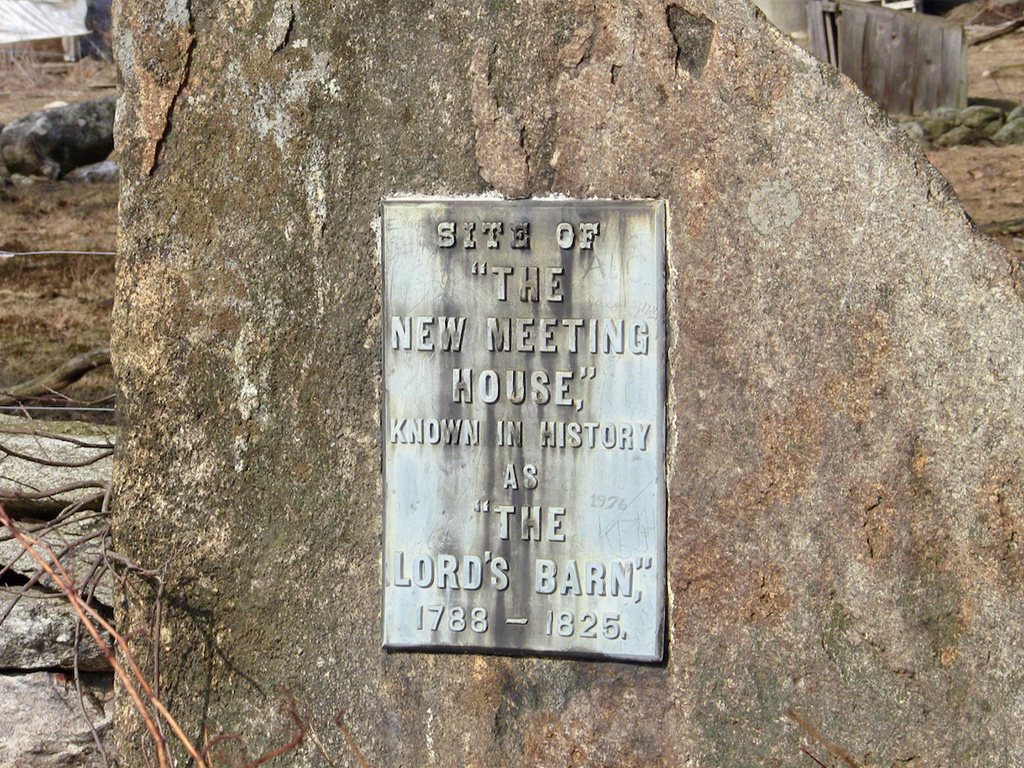 SITE OF
"THE
NEW MEETING
HOUSE,"
KNOWN IN HISTORY
AS
"THE
LORD'S BARN,"
1788 - 1825.